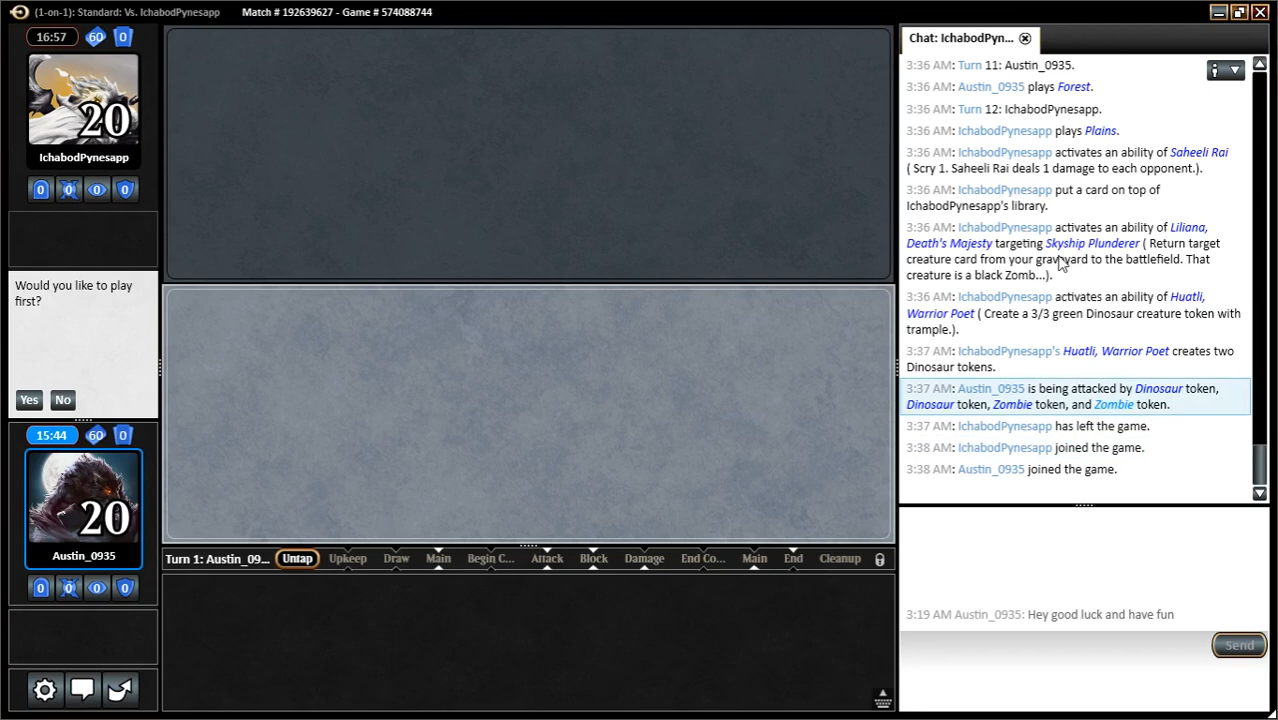 (1-on-1): Standard: Vs. IchabodPynesapp
Match # 192639627 - Game # 574088744
16:57
60
0
20
IchabodPynesapp
0
0
0
0
Would you like to play
first?
Yes
No
15:44
60
0
20
Austin_0935
0
0
0
0
Turn 1: Austin_09...
Untap
Upkeep
Draw
Main
Begin C...
Attack
Block
Damage
End Co...
Main
End
Cleanup
Chat: IchabodPyn...
3:36 AM: Turn 11: Austin_0935.
3:36 AM: Austin_0935 plays Forest.
3:36 AM: Turn 12: IchabodPynesapp.
3:36 AM: IchabodPynesapp plays Plains.
3:36 AM: IchabodPynesapp activates an ability of Saheeli Rai
( Scry 1. Saheeli Rai deals 1 damage to each opponent.).
3:36 AM: IchabodPynesapp put a card on top of
IchabodPynesapp's library.
3:36 AM: IchabodPynesapp activates an ability of Liliana,
Death's Majesty targeting Skyship Plunderer ( Return target
creature card from your graveyard to the battlefield. That
creature is a black Zomb...).
3:36 AM: IchabodPynesapp activates an ability of Huatli,
Warrior Poet ( Create a 3/3 green Dinosaur creature token with
trample.).
3:37 AM: IchabodPynesapp's Huatli, Warrior Poet creates two
Dinosaur tokens.
3:37 AM: Austin_0935 is being attacked by Dinosaur token,
Dinosaur token, Zombie token, and Zombie token.
3:37 AM: IchabodPynesapp has left the game.
3:38 AM: IchabodPynesapp joined the game.
3:38 AM: Austin_0935 joined the game.
3:19 AM Austin_0935: Hey good luck and have fun
Send